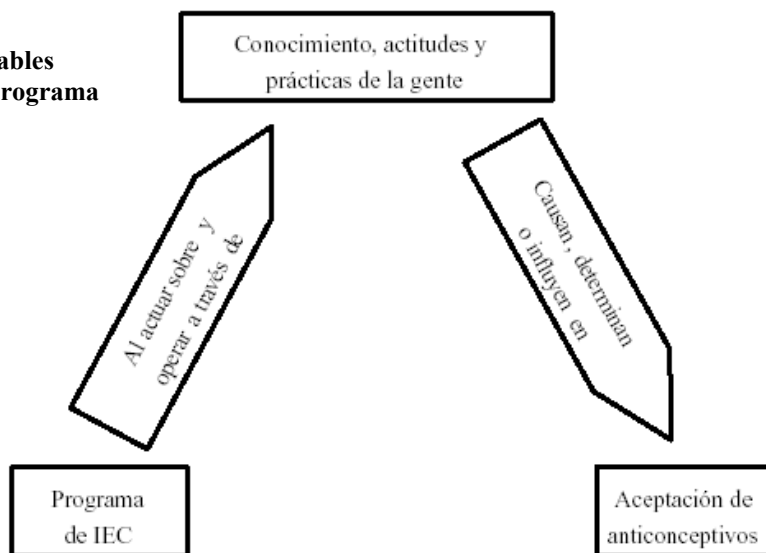 ables
programa
Conocimiento, actitudes y
prácticas de la gente
Al actuar sobre y
operar a través de
Causan, determinan
o influyen en
Programa
de IEC
Aceptación de
anticonceptivos